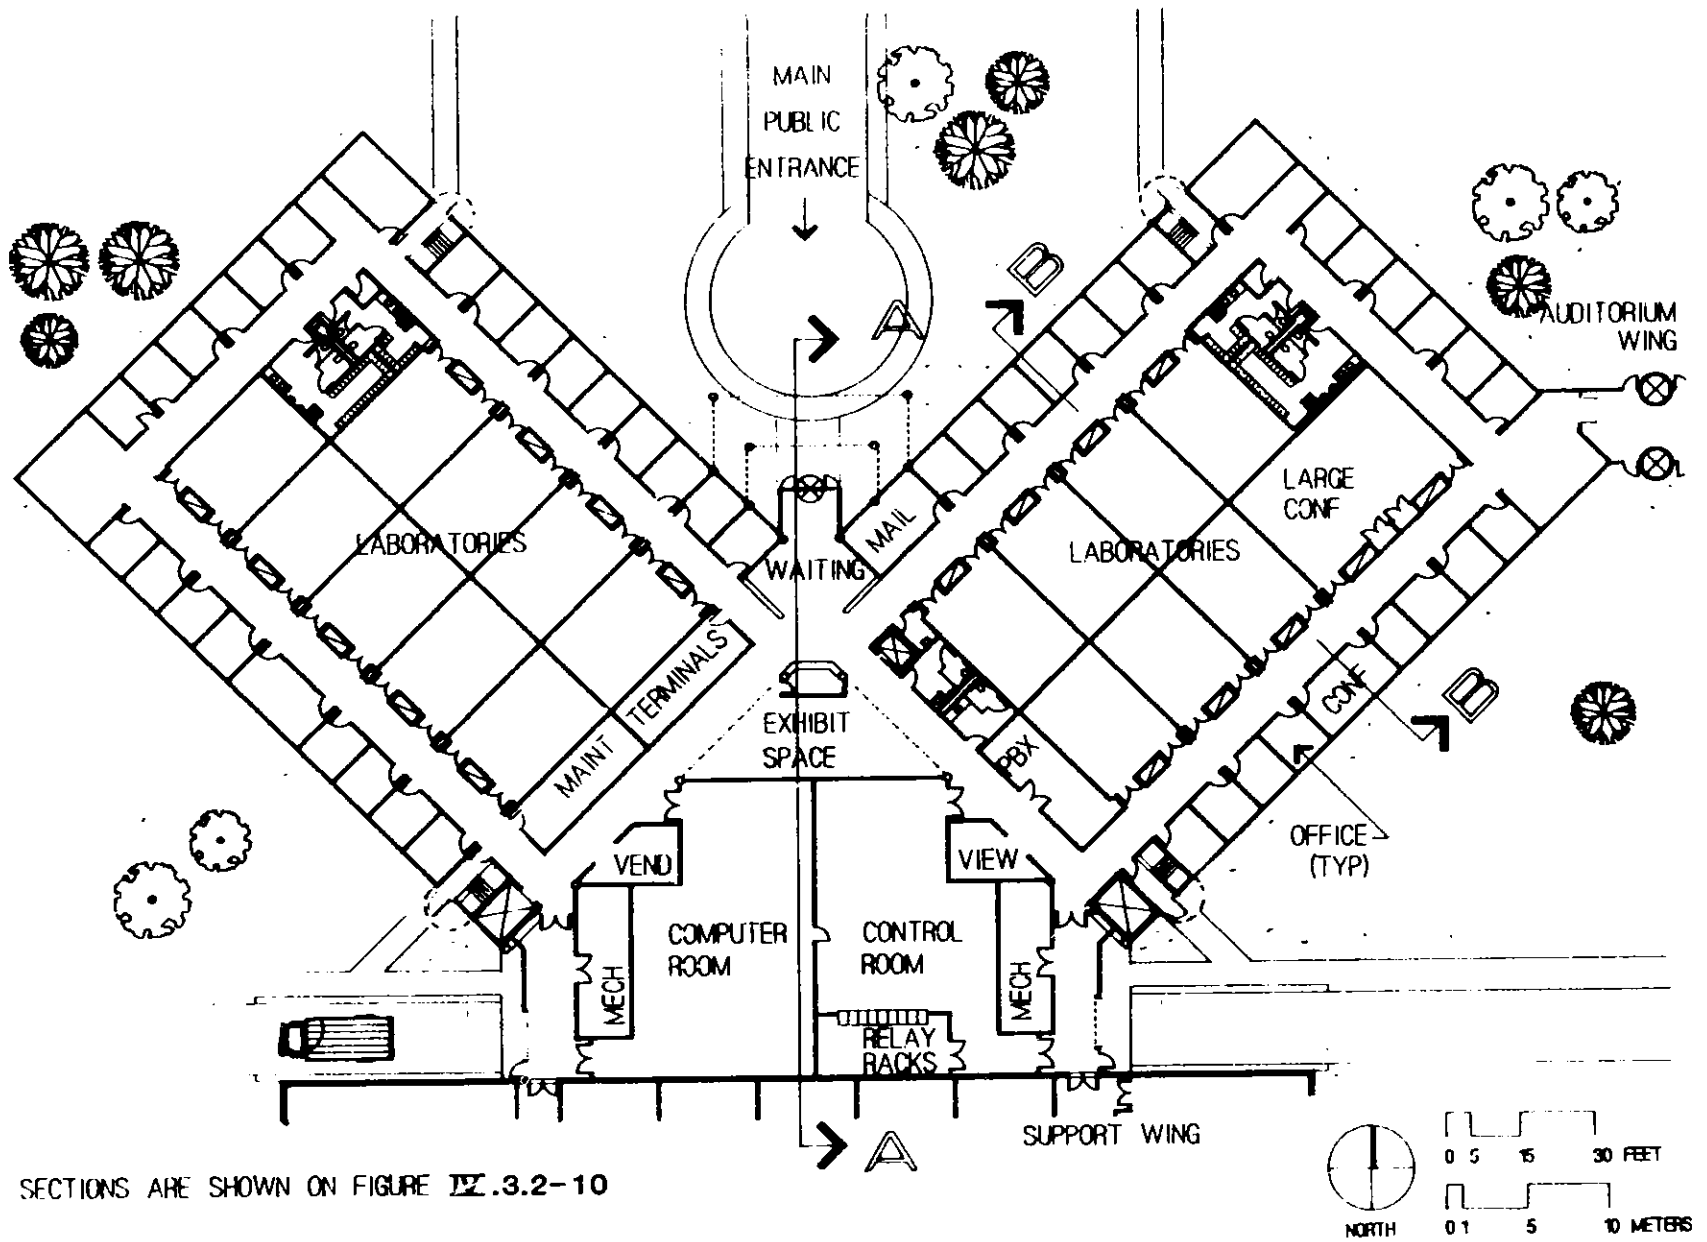 MAIN
PUBLIC
ENTRANCE
B
A
AUDITORIUM
WING
LARGE
CONF
MAIL
LABORATORIES
LABORATORIES
WAITING
TERMINALS
CONF
B
EXHIBIT
SPACE
MAINT
PBX
OFFICE
(TYP)
VEND
VIEW
COMPUTER
ROOM
CONTROL
ROOM
MECH
MECH
RELAY
RACKS
SUPPORT WING
A
SECTIONS ARE SHOWN ON FIGURE IV.3.2-10
0 5 15 30 FEET
NORTH
0 1 5 10 METERS